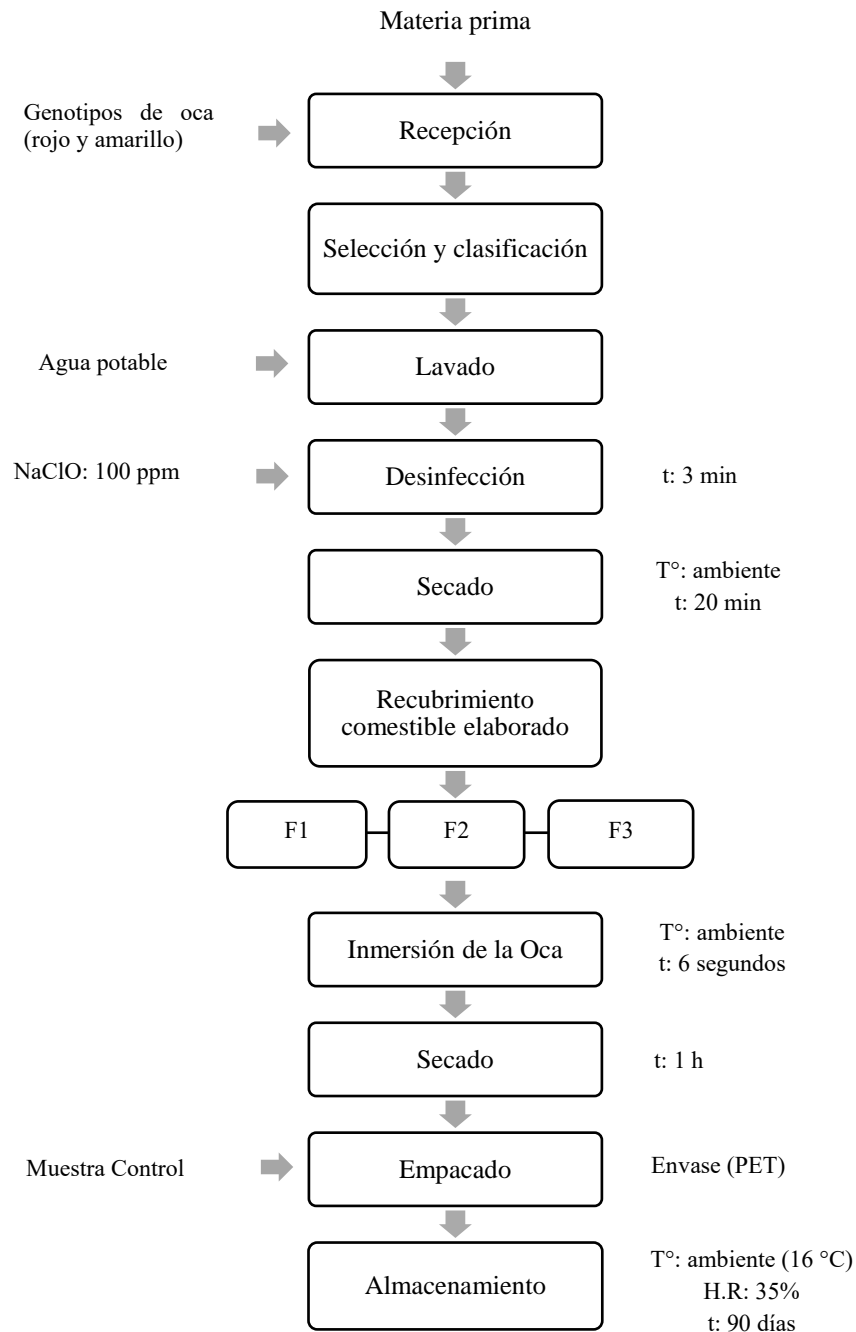 Materia prima
Genotipos de oca
(rojo y amarillo)
Recepción
Selección y clasificación
Agua potable
Lavado
NaClO: 100 ppm
Desinfección
t: 3 min
Secado
T°: ambiente
t: 20 min
Recubrimiento
comestible elaborado
F1
F2
F3
Inmersión de la Oca
T°: ambiente
t: 6 segundos
Secado
t: 1 h
Muestra Control
Empacado
Envase (PET)
Almacenamiento
T°: ambiente (16 °C)
H.R: 35%
t: 90 días